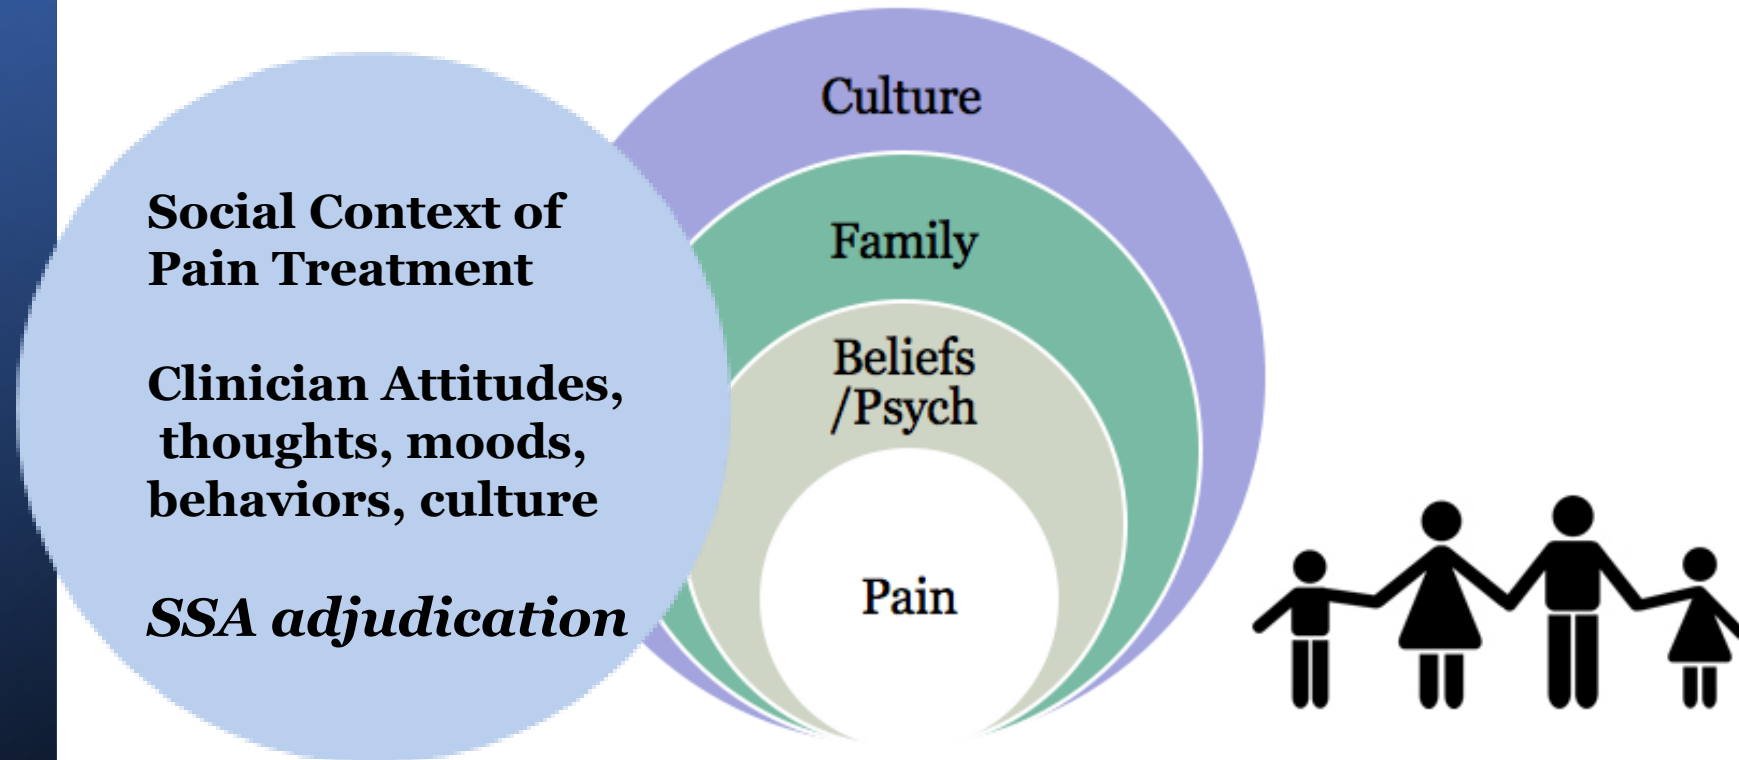 Social Context of
Pain Treatment
Clinician Attitudes,
thoughts, moods,
behaviors, culture
SSA adjudication
Culture
Family
Beliefs
/Psych
Pain